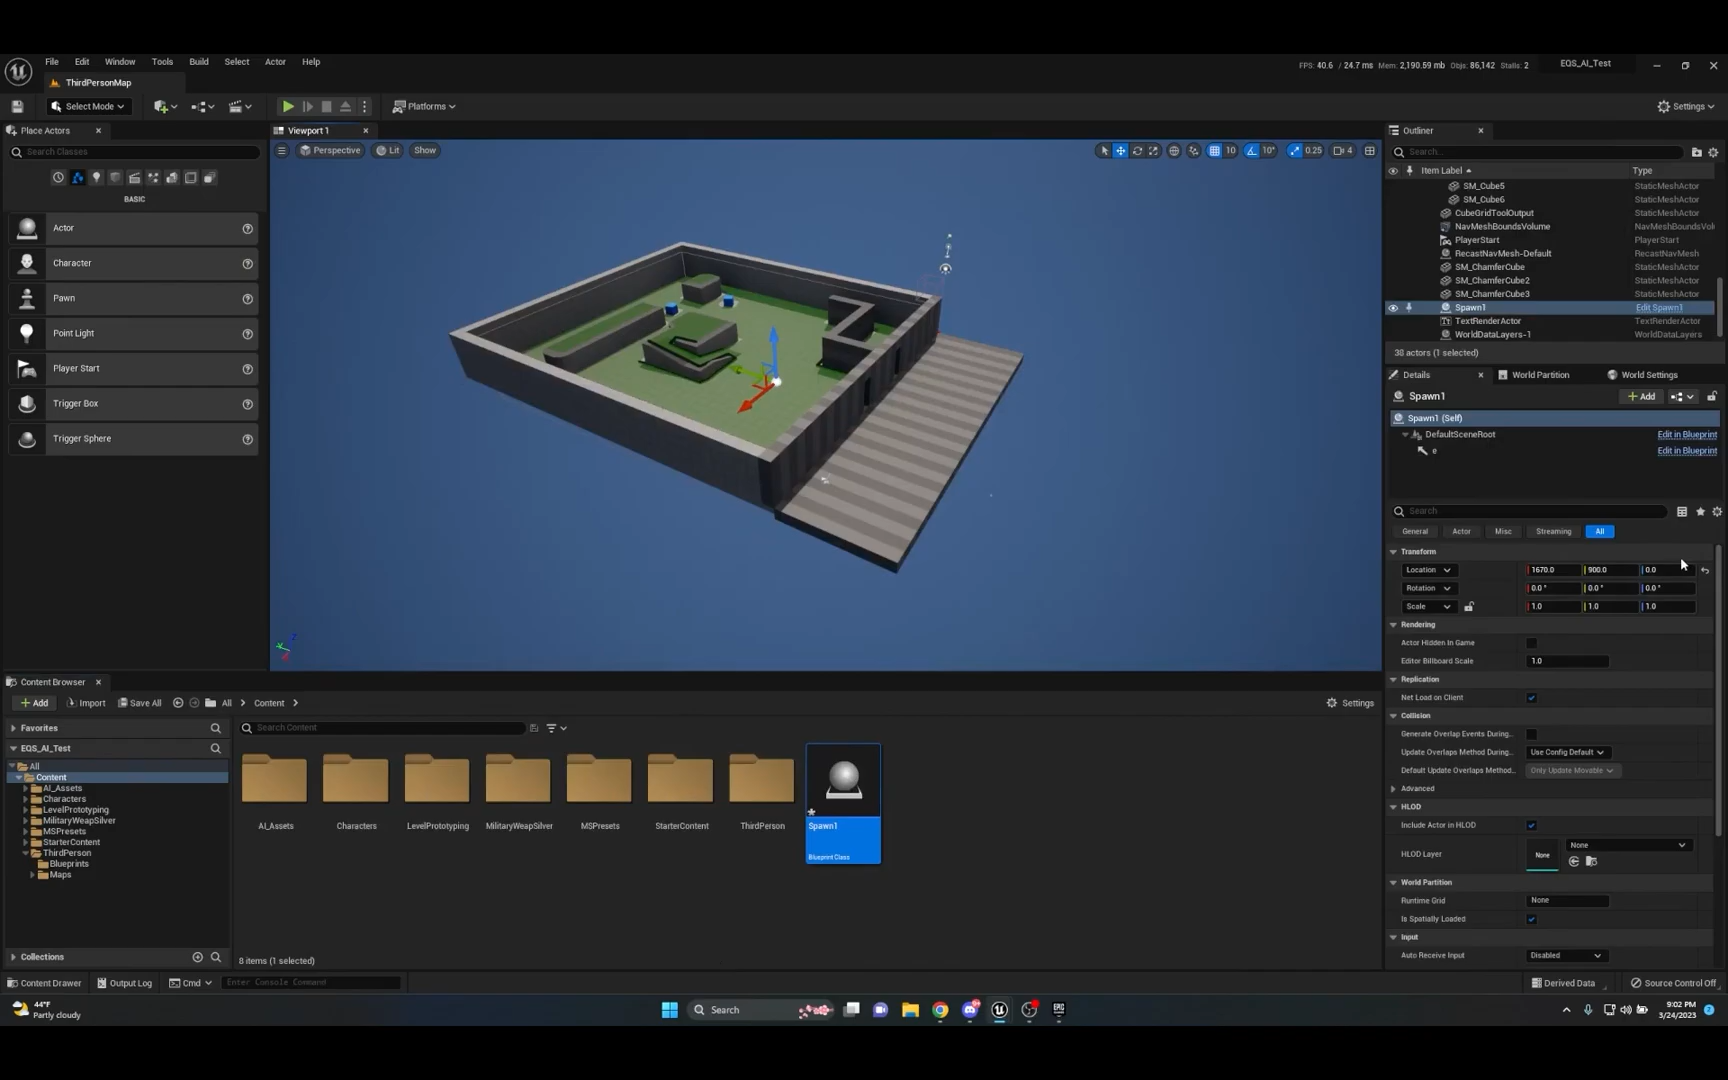 File Edit Window Tools Build Select Actor Help
FPS: 40.6 / 24.7 ms Mem: 2,190.59 mb Objs: 86,142 Stalls: 2 EQS_AI_Test
ThirdPersonMap
Select Mode Platforms Settings
Place Actors
Search Classes
BASIC
Actor
Character
Pawn
Point Light
Player Start
Trigger Box
Trigger Sphere
Viewport 1
Perspective Lit Show 10 10° 0.25 4
Outliner
Search...
Item Label Type
SM_Cube5 StaticMeshActor
SM_Cube6 StaticMeshActor
CubeGridToolOutput StaticMeshActor
NavMeshBoundsVolume NavMeshBoundsVol
PlayerStart PlayerStart
RecastNavMesh-Default RecastNavMesh
SM_ChamferCube StaticMeshActor
SM_ChamferCube2 StaticMeshActor
SM_ChamferCube3 StaticMeshActor
Spawn1 Edit Spawn1
TextRenderActor TextRenderActor
WorldDataLayers-1 WorldDataLayers
38 actors (1 selected)
Details World Partition World Settings
Spawn1 Add
Spawn1 (Self)
DefaultSceneRoot Edit in Blueprint
e Edit in Blueprint
Search
General Actor Misc Streaming All
Transform
Location 1670.0 900.0 0.0
Rotation 0.0 ° 0.0 ° 0.0 °
Scale 1.0 1.0 1.0
Rendering
Actor Hidden In Game
Editor Billboard Scale 1.0
Replication
Net Load on Client
Collision
Generate Overlap Events During...
Update Overlaps Method During... Use Config Default
Default Update Overlaps Method... Only Update Movable
Advanced
HLOD
Include Actor in HLOD
HLOD Layer None None
World Partition
Runtime Grid None
Is Spatially Loaded
Input
Auto Receive Input Disabled
Content Browser
Add Import Save All All Content Settings
Favorites
EQS_AI_Test
All
Content
AI_Assets
Characters
LevelPrototyping
MilitaryWeapSilver
MSPresets
StarterContent
ThirdPerson
Blueprints
Maps
Collections
Search Content
AI_Assets Characters LevelPrototyping MilitaryWeapSilver MSPresets StarterContent ThirdPerson Spawn1
Blueprint Class
8 items (1 selected)
Content Drawer Output Log Cmd Enter Console Command Derived Data Source Control Off
44°F
Partly cloudy
Search
9:02 PM
3/24/2023